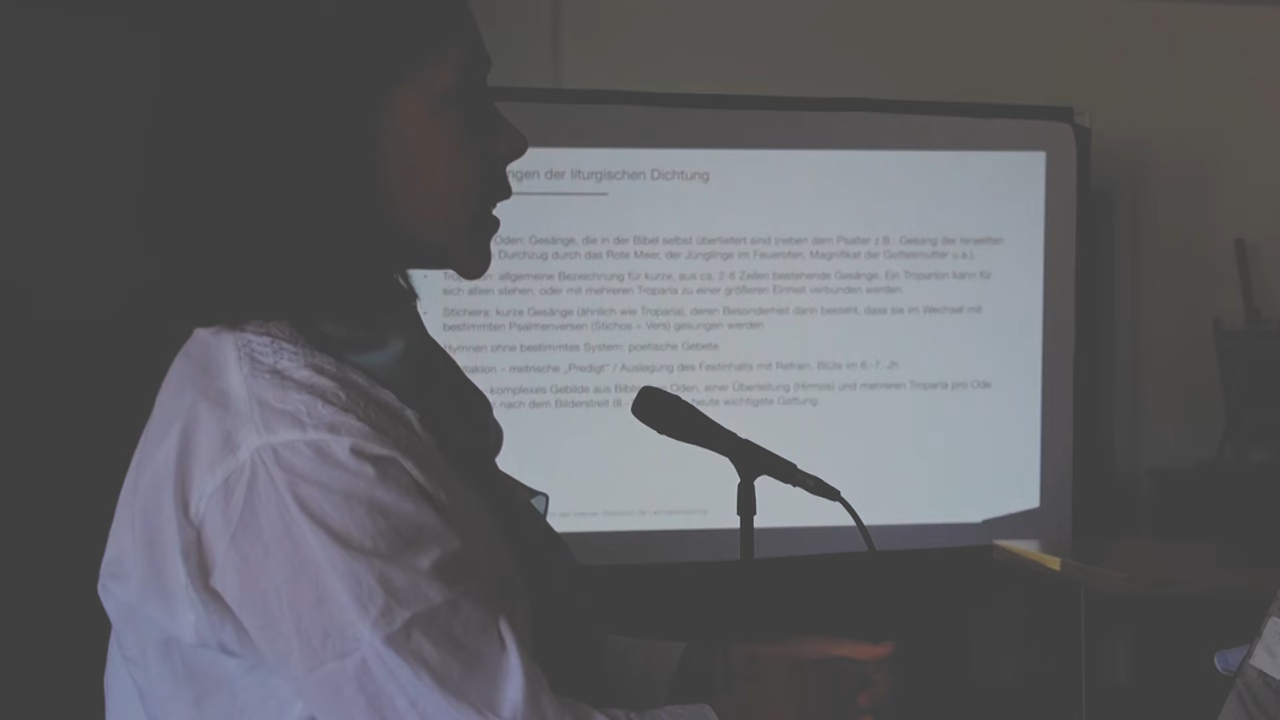 ngen der liturgischen Dichtung
Oden: Gesänge, die in der Bibel selbst überliefert sind (neben dem Psalter z.B.: Gesang der Israeliten
Durchzug durch das Rote Meer, der Jünglinge im Feuerofen, Magnifikat der Gottesmutter u.a.).
allgemeine Bezeichnung für kurze, aus ca. 2-8 Zeilen bestehende Gesänge. Ein Troparion kann für
sich allein stehen, oder mit mehreren Troparia zu einer größeren Einheit verbunden werden.
Sticheira: kurze Gesänge (ähnlich wie Troparia), deren Besonderheit darin besteht, dass sie im Wechsel mit
bestimmten Psalmenversen (Stichos – Vers) gesungen werden
Hymnen ohne bestimmtes System; poetische Gebete
takion – metrische „Predigt“ / Auslegung des Festinhalts mit Refrain. Blüte im 6.-7. Jh.
komplexes Gebilde aus Oden, einer Überleitung (Hirmos) und mehreren Troparia pro Ode
nach dem Bilderstreit (8 heute wichtigste Gattung